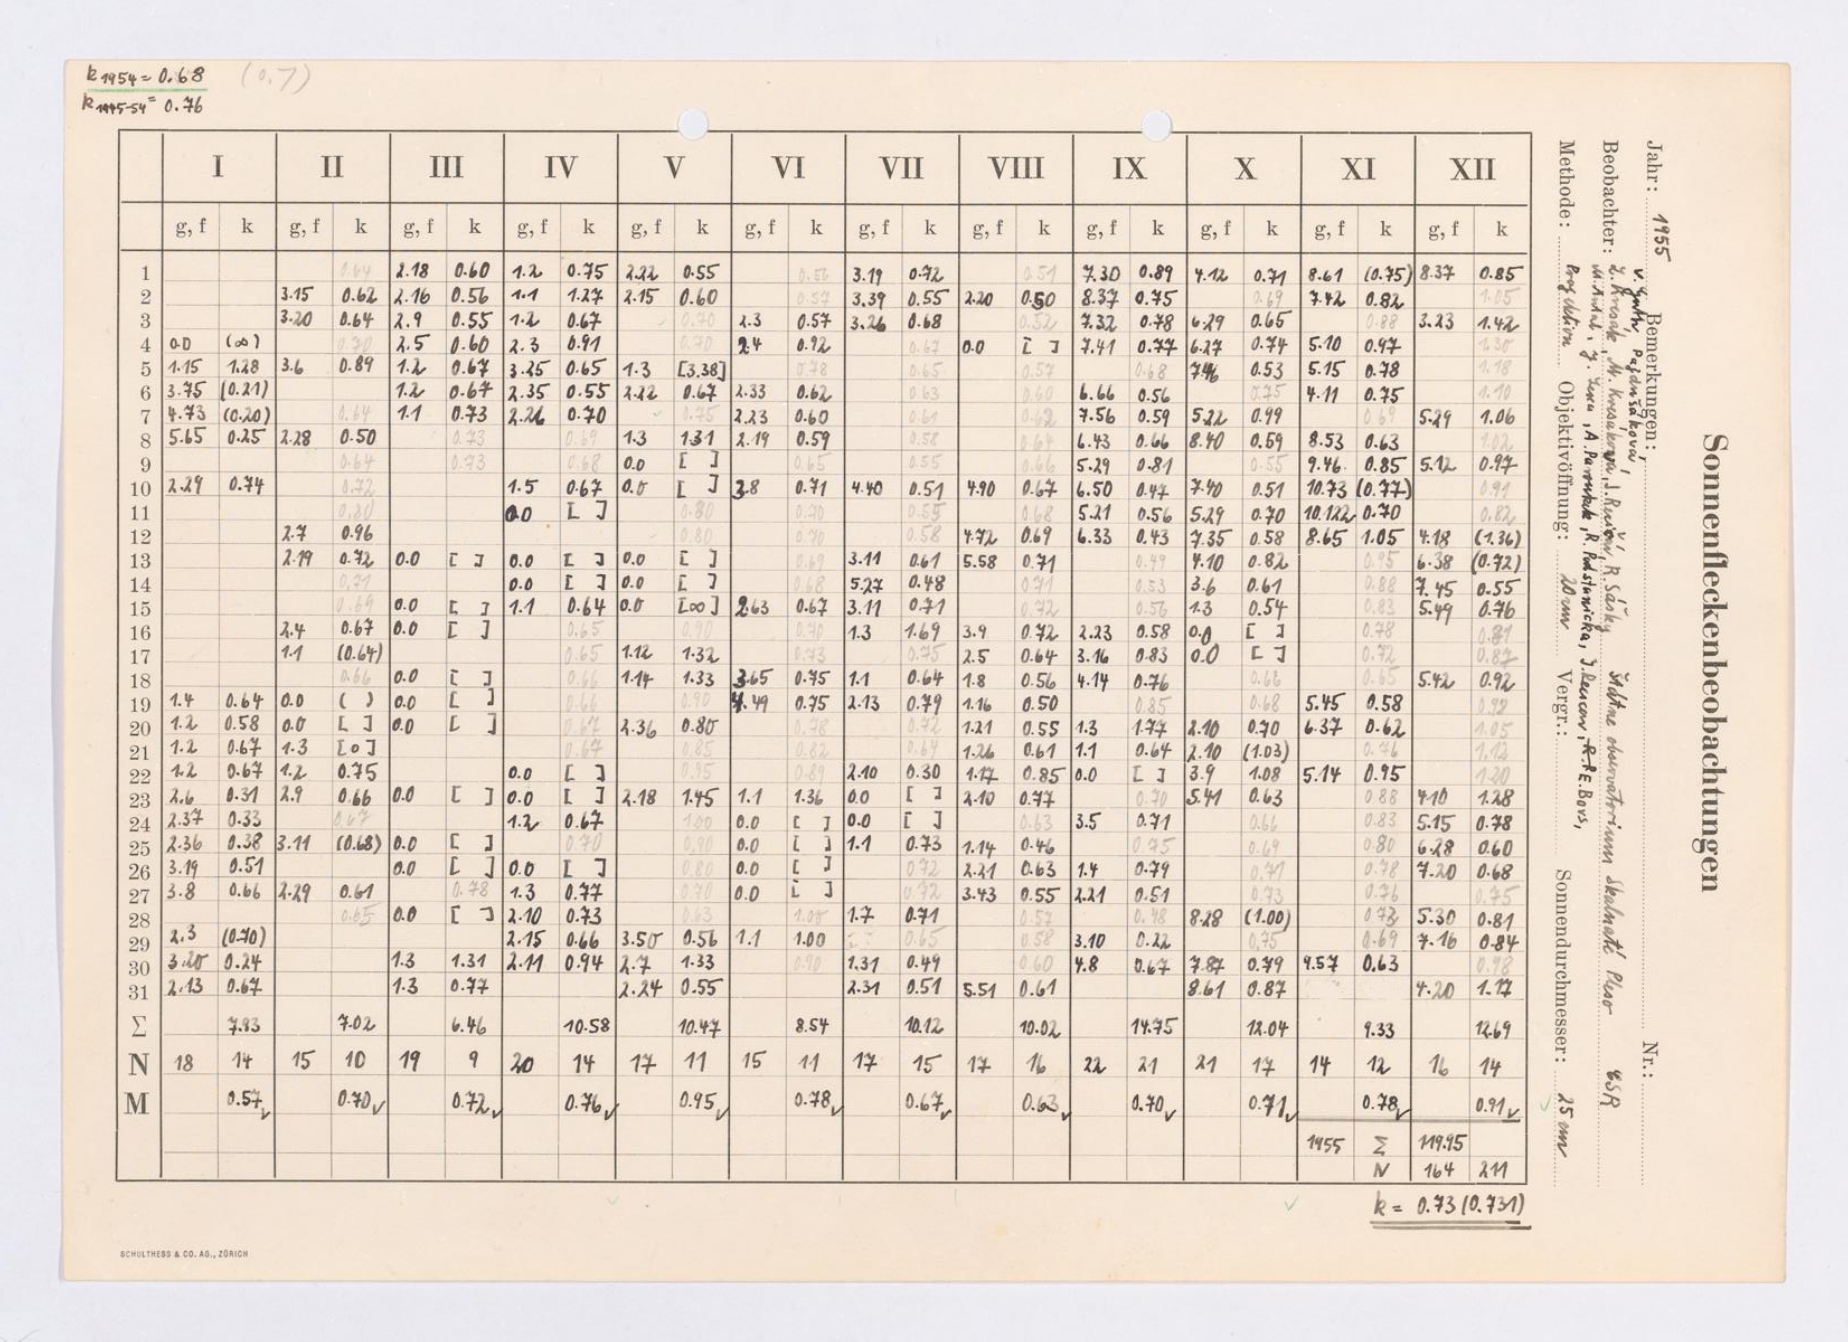 k 1954 = 0.68 (0.7)
k 1945-54 = 0.76
I II III IV V VI VII VIII IX X XI XII
g, f k g, f k g, f k g, f k g, f k g, f k g, f k g, f k g, f k g, f k g, f k g, f k
1 0.64 2.18 0.60 1.2 0.75 2.22 0.55 0.56 3.19 0.72 0.51 7.30 0.89 4.12 0.71 8.61 (0.75) 8.37 0.85
2 3.15 0.62 2.16 0.56 1.1 1.27 2.15 0.60 0.57 3.39 0.55 2.20 0.50 8.37 0.75 0.69 7.42 0.82 1.05
3 3.20 0.64 2.9 0.55 1.2 0.67 0.70 2.3 0.57 3.26 0.68 0.52 7.32 0.78 6.29 0.65 0.88 3.23 1.42
4 0.0 (∞) 0.70 2.5 0.60 2.3 0.91 0.70 2.4 0.92 0.67 0.0 [ ] 7.41 0.77 6.27 0.74 5.10 0.97 1.30
5 1.15 1.28 3.6 0.89 1.2 0.67 3.25 0.65 1.3 [3.38] 0.78 0.65 0.57 0.68 7.46 0.53 5.15 0.78 1.18
6 3.75 (0.21) 1.2 0.67 2.35 0.55 2.22 0.67 2.33 0.62 0.63 0.60 6.66 0.56 0.75 4.11 0.75 1.10
7 4.73 (0.20) 0.64 1.1 0.73 2.26 0.70 0.75 2.23 0.60 0.61 0.62 7.56 0.59 5.22 0.99 0.69 5.29 1.06
8 5.65 0.25 2.28 0.50 0.73 0.69 1.3 1.31 2.19 0.59 0.58 0.64 6.43 0.66 8.40 0.59 8.53 0.63 1.02
9 0.64 0.73 0.68 0.0 [ ] 0.65 0.55 0.66 5.29 0.81 0.55 9.46 0.85 5.12 0.97
10 2.29 0.74 0.72 1.5 0.67 0.0 [ ] 3.8 0.71 4.40 0.51 4.90 0.67 6.50 0.47 7.40 0.51 10.73 (0.77) 0.91
11 0.80 0.0 [ ] 0.80 0.70 0.55 0.68 5.21 0.56 5.29 0.70 10.122 0.70 0.82
12 2.7 0.96 0.80 0.70 0.58 4.72 0.69 6.33 0.43 7.35 0.58 8.65 1.05 4.18 (1.36)
13 2.19 0.72 0.0 [ ] 0.0 [ ] 0.0 [ ] 0.69 3.11 0.61 5.58 0.71 0.49 4.10 0.82 0.95 6.38 (0.72)
14 0.71 0.0 [ ] 0.0 [ ] 0.68 5.27 0.48 0.71 0.53 3.6 0.61 0.88 7.45 0.55
15 0.69 0.0 [ ] 1.1 0.64 0.0 [∞] 2.63 0.67 3.11 0.71 0.72 0.56 1.3 0.54 0.83 5.49 0.76
16 2.4 0.67 0.0 [ ] 0.65 0.90 0.70 1.3 1.69 3.9 0.72 2.23 0.58 0.0 [ ] 0.78 0.81
17 1.1 (0.64) 0.65 1.12 1.32 0.73 0.75 2.5 0.64 3.16 0.83 0.0 [ ] 0.72 0.87
18 0.66 0.0 [ ] 0.66 1.14 1.33 3.65 0.75 1.1 0.64 1.8 0.56 4.14 0.76 0.66 0.65 5.42 0.92
19 1.4 0.64 0.0 ( ) 0.0 [ ] 0.66 0.90 4.49 0.75 2.13 0.79 1.16 0.50 0.85 0.68 5.45 0.58 0.98
20 1.2 0.58 0.0 [ ] 0.0 [ ] 0.67 2.36 0.80 0.78 0.72 1.21 0.55 1.3 1.77 2.10 0.70 6.37 0.62 1.05
21 1.2 0.67 1.3 [0] 0.67 0.85 0.82 0.64 1.26 0.61 1.1 0.64 2.10 (1.03) 0.76 1.12
22 1.2 0.67 1.2 0.75 0.0 [ ] 0.95 0.89 2.10 0.30 1.17 0.85 0.0 [ ] 3.9 1.08 5.14 0.95 1.20
23 2.6 0.31 2.9 0.66 0.0 [ ] 0.0 [ ] 2.18 1.45 1.1 1.36 0.0 [ ] 2.10 0.77 0.70 5.41 0.63 0.88 4.10 1.28
24 2.37 0.33 0.67 1.2 0.67 1.00 0.0 [ ] 0.0 [ ] 0.63 3.5 0.71 0.66 0.83 5.15 0.78
25 2.36 0.38 3.11 (0.68) 0.0 [ ] 0.70 0.90 0.0 [ ] 1.1 0.73 1.14 0.46 0.75 0.69 0.80 6.28 0.60
26 3.19 0.51 0.0 [ ] 0.0 [ ] 0.80 0.0 [ ] 0.72 2.21 0.63 1.4 0.79 0.71 0.78 7.20 0.68
27 3.8 0.66 2.29 0.61 0.78 1.3 0.77 0.70 0.0 [ ] 0.72 3.43 0.55 2.21 0.51 0.73 0.76 0.75
28 0.65 0.0 [ ] 2.10 0.73 0.63 1.00 1.7 0.71 0.57 0.48 8.28 (1.00) 0.73 5.30 0.81
29 2.3 (0.70) 2.15 0.66 3.50 0.56 1.1 1.00 0.65 0.58 3.10 0.22 0.75 0.69 7.16 0.84
30 3.20 0.24 1.3 1.31 2.11 0.94 2.7 1.33 0.90 1.31 0.49 0.60 4.8 0.67 7.87 0.79 9.57 0.63 0.98
31 2.13 0.67 1.3 0.77 2.24 0.55 2.31 0.51 5.51 0.61 8.61 0.87 4.20 1.17
Σ 7.93 7.02 6.46 10.58 10.47 8.54 10.12 10.02 14.75 12.04 9.33 12.69
N 18 14 15 10 19 9 20 14 17 11 15 11 17 15 17 16 22 21 21 17 14 12 16 14
M 0.57 0.70 0.72 0.76 0.95 0.78 0.67 0.63 0.70 0.71 0.78 0.91
1955 Σ 119.95
N 164 211
k = 0.73 (0.731)
SCHULTHESS & CO. AG., ZÜRICH
Sonnenfleckenbeobachtungen
Jahr: 1955 Bemerkungen: Nr.:
Beobachter: Skalnaté Pleso ČSR
Methode: Projektion Objektivöffnung: 20 cm Vergr.: Sonnendurchmesser: 25 cm